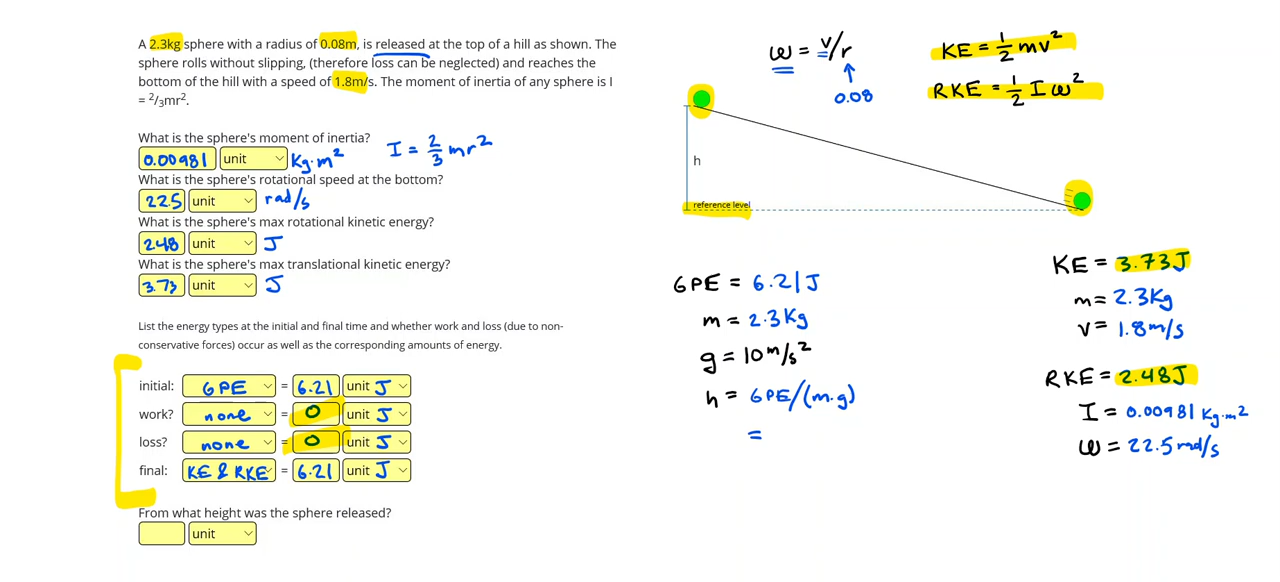 A 2.3kg sphere with a radius of 0.08m, is released at the top of a hill as shown. The
sphere rolls without slipping, (therefore loss can be neglected) and reaches the
bottom of the hill with a speed of 1.8m/s. The moment of inertia of any sphere is I
= ²/₃mr².
What is the sphere's moment of inertia?
0.00981 unit Kg·m² I = 2/3 mr²
What is the sphere's rotational speed at the bottom?
22.5 unit rad/s
What is the sphere's max rotational kinetic energy?
2.48 unit J
What is the sphere's max translational kinetic energy?
3.73 unit J
List the energy types at the initial and final time and whether work and loss (due to non-
conservative forces) occur as well as the corresponding amounts of energy.
initial: GPE = 6.21 unit J
work? none = 0 unit J
loss? none = 0 unit J
final: KE & RKE = 6.21 unit J
From what height was the sphere released?
unit
ω = v/r
0.08
KE = 1/2 mv²
RKE = 1/2 I ω²
h
reference level
GPE = 6.21J
m = 2.3Kg
g = 10 m/s²
h = GPE/(m·g)
=
KE = 3.73J
m = 2.3Kg
v = 1.8m/s
RKE = 2.48J
I = 0.00981 Kg·m²
ω = 22.5 rad/s